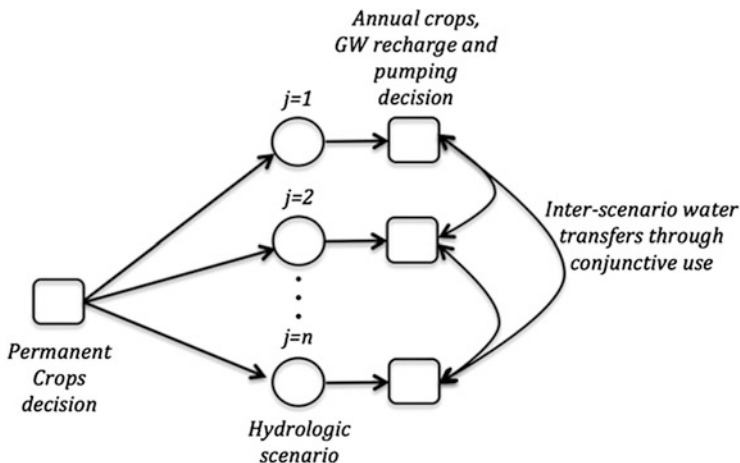 Annual crops,
GW recharge and
pumping
decision
j=1
j=2
Inter-scenario water
transfers through
conjunctive use
j=n
Permanent
Crops
decision
Hydrologic
scenario